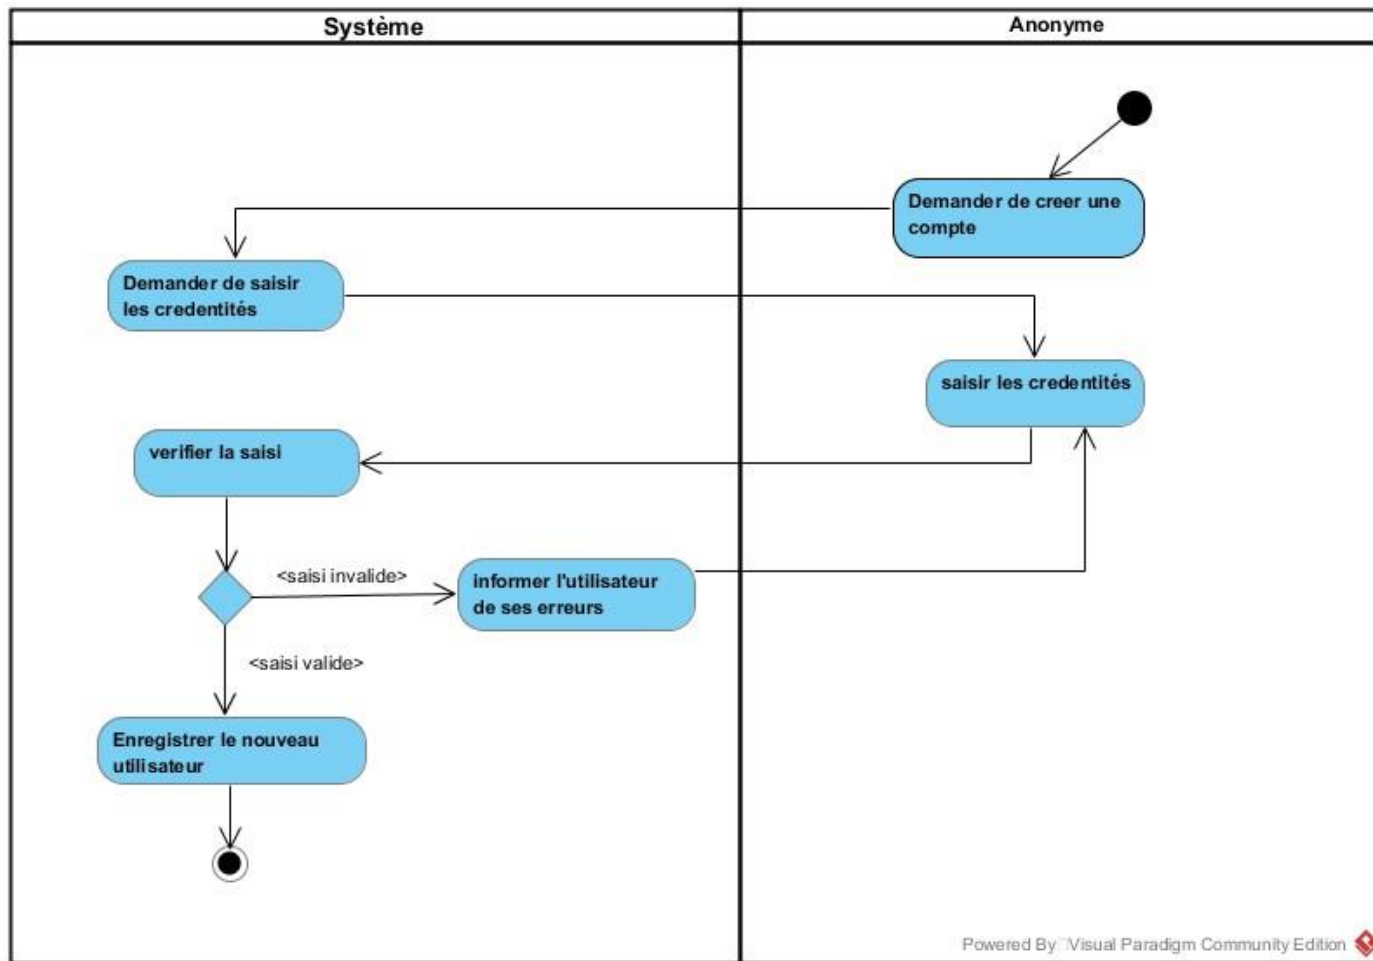 Système
Anonyme
Demander de creer une
compte
Demander de saisir
les credentités
saisir les credentités
verifier la saisi
<saisi invalide>
informer l'utilisateur
de ses erreurs
<saisi valide>
Enregistrer le nouveau
utilisateur
Powered By Visual Paradigm Community Edition